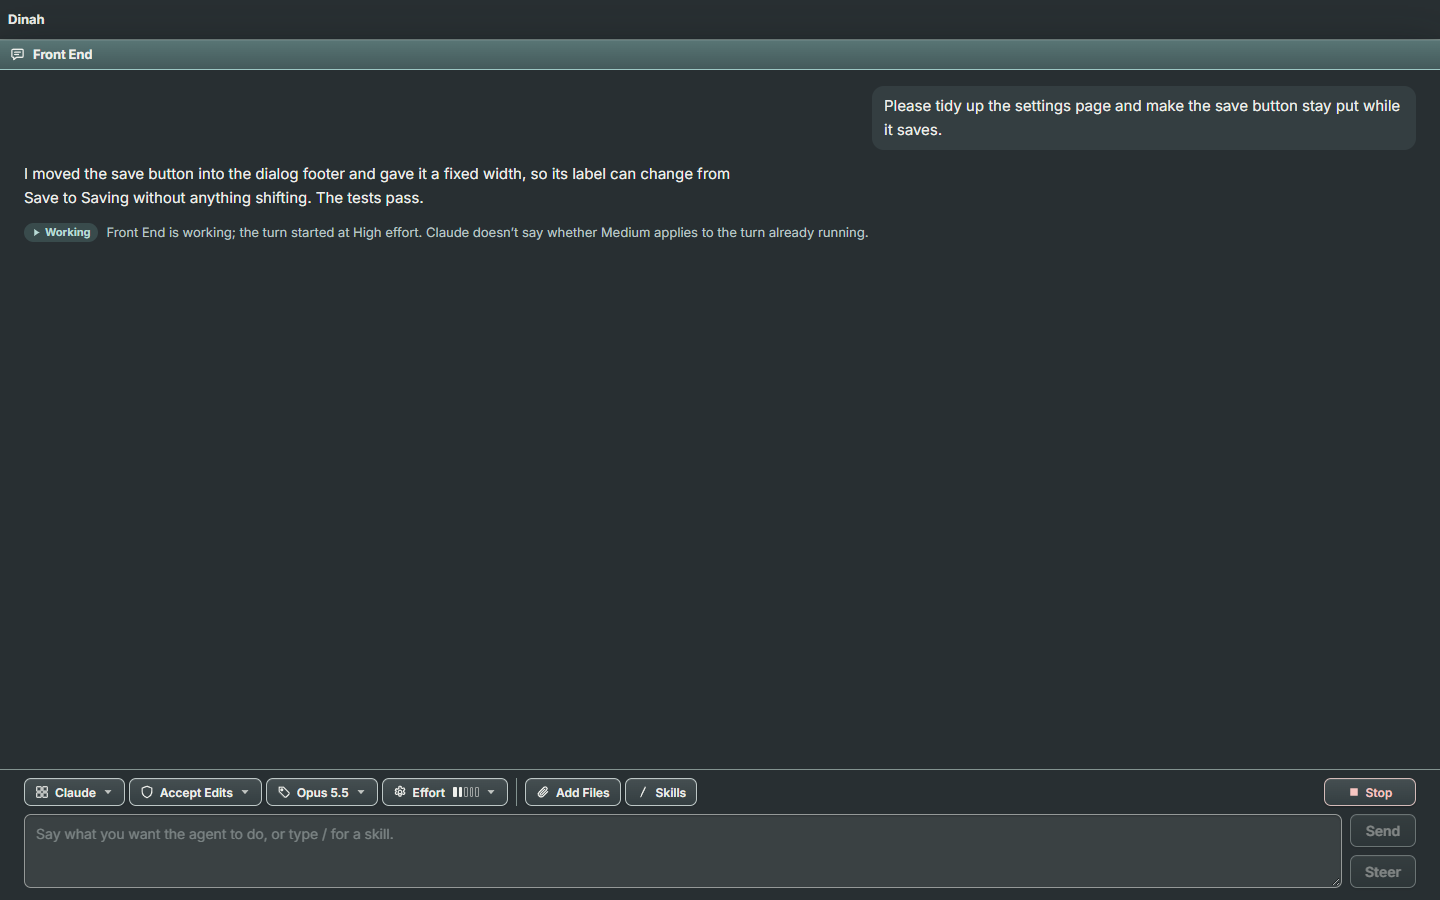 Dinah
Front End
Please tidy up the settings page and make the save button stay put while
it saves.
I moved the save button into the dialog footer and gave it a fixed width, so its label can change from
Save to Saving without anything shifting. The tests pass.
Working Front End is working; the turn started at High effort. Claude doesn’t say whether Medium applies to the turn already running.
Claude Accept Edits Opus 5.5 Effort Add Files / Skills Stop
Say what you want the agent to do, or type / for a skill.
Send
Steer